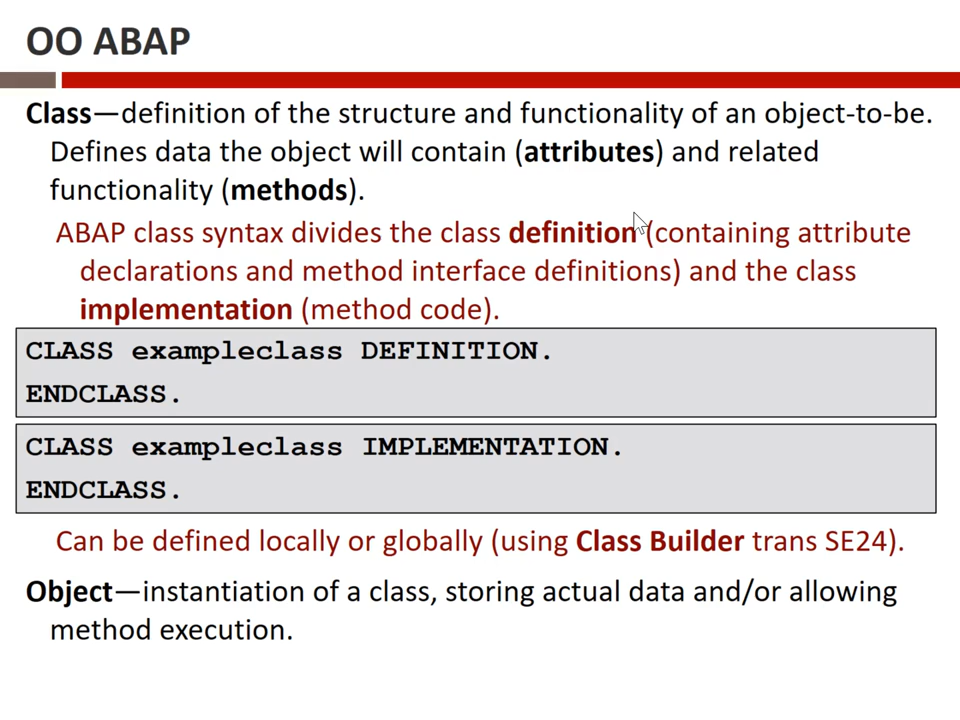 OO ABAP
Class—definition of the structure and functionality of an object-to-be.
Defines data the object will contain (attributes) and related
functionality (methods).
ABAP class syntax divides the class definition (containing attribute
declarations and method interface definitions) and the class
implementation (method code).
CLASS exampleclass DEFINITION.
ENDCLASS.
CLASS exampleclass IMPLEMENTATION.
ENDCLASS.
Can be defined locally or globally (using Class Builder trans SE24).
Object—instantiation of a class, storing actual data and/or allowing
method execution.